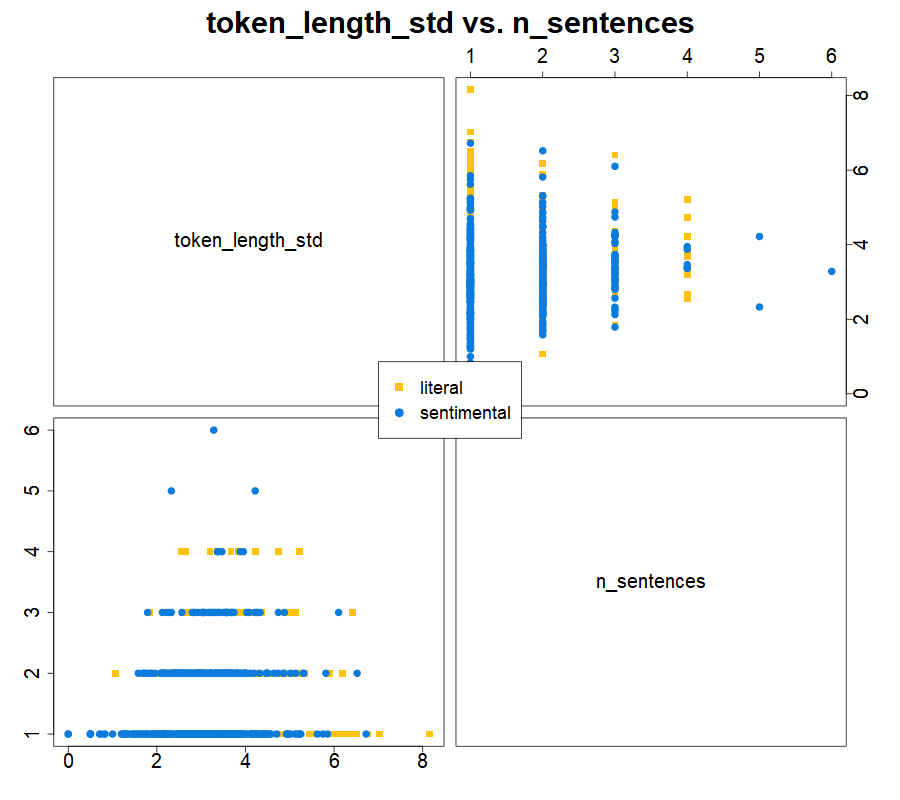 token_length_std vs. n_sentences
1 2 3 4 5 6
token_length_std
8
6
4
2
0
literal
sentimental
6
5
4
3
2
1
n_sentences
0 2 4 6 8